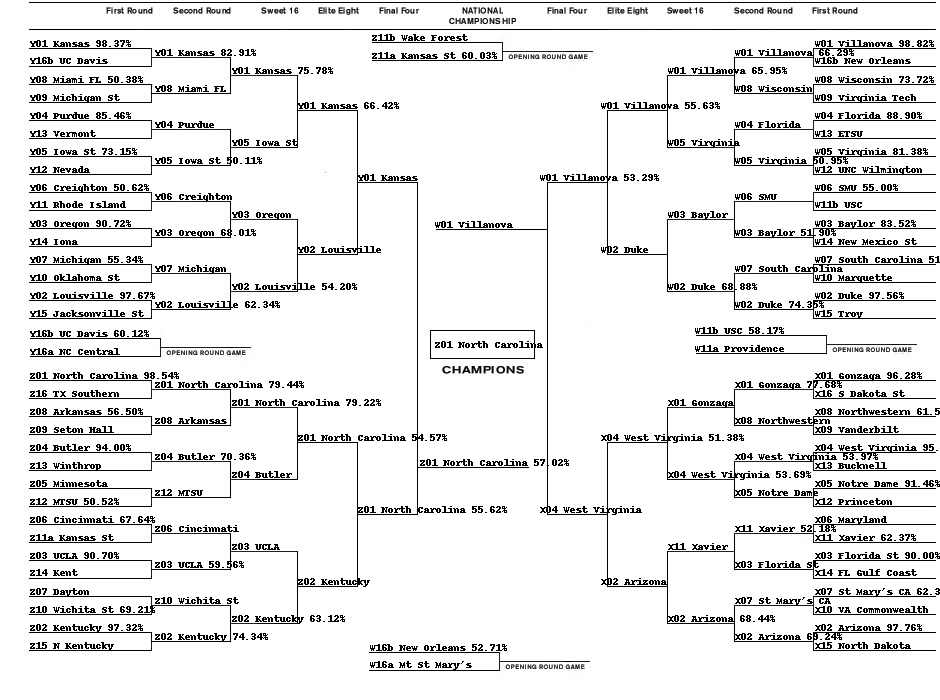 First Round Second Round Sweet 16 Elite Eight Final Four NATIONAL CHAMPIONSHIP Final Four Elite Eight Sweet 16 Second Round First Round
Z11b Wake Forest
Z11a Kansas St 60.03%
OPENING ROUND GAME
Y01 Kansas 98.37%
Y16b UC Davis
Y08 Miami FL 50.38%
Y09 Michigan St
Y04 Purdue 85.46%
Y13 Vermont
Y05 Iowa St 73.15%
Y12 Nevada
Y06 Creighton 50.62%
Y11 Rhode Island
Y03 Oregon 90.72%
Y14 Iona
Y07 Michigan 55.34%
Y10 Oklahoma St
Y02 Louisville 97.67%
Y15 Jacksonville St
Y01 Kansas 82.91%
Y08 Miami FL
Y04 Purdue
Y05 Iowa St 50.11%
Y06 Creighton
Y03 Oregon 68.01%
Y07 Michigan
Y02 Louisville 62.34%
Y01 Kansas 75.78%
Y05 Iowa St
Y03 Oregon
Y02 Louisville 54.20%
Y01 Kansas 66.42%
Y02 Louisville
Y01 Kansas
Y16b UC Davis 60.12%
Y16a NC Central
OPENING ROUND GAME
Z01 North Carolina 98.54%
Z16 TX Southern
Z08 Arkansas 56.50%
Z09 Seton Hall
Z04 Butler 94.00%
Z13 Winthrop
Z05 Minnesota
Z12 MTSU 50.52%
Z06 Cincinnati 67.64%
Z11a Kansas St
Z03 UCLA 90.70%
Z14 Kent
Z07 Dayton
Z10 Wichita St 69.21%
Z02 Kentucky 97.32%
Z15 N Kentucky
Z01 North Carolina 79.44%
Z08 Arkansas
Z04 Butler 70.36%
Z12 MTSU
Z06 Cincinnati
Z03 UCLA 59.56%
Z10 Wichita St
Z02 Kentucky 74.34%
Z01 North Carolina 79.22%
Z04 Butler
Z03 UCLA
Z02 Kentucky 63.12%
Z01 North Carolina 54.57%
Z02 Kentucky
Z01 North Carolina 55.62%
W01 Villanova
Z01 North Carolina
CHAMPIONS
Z01 North Carolina 57.02%
W01 Villanova 53.29%
X04 West Virginia
W01 Villanova 55.63%
W02 Duke
W01 Villanova 65.95%
W05 Virginia
W03 Baylor
W02 Duke 68.88%
W01 Villanova 66.29%
W08 Wisconsin
W04 Florida
W05 Virginia 50.95%
W06 SMU
W03 Baylor 51.90%
W07 South Carolina
W02 Duke 74.35%
W01 Villanova 98.82%
W16b New Orleans
W08 Wisconsin 73.72%
W09 Virginia Tech
W04 Florida 88.90%
W13 ETSU
W05 Virginia 81.38%
W12 UNC Wilmington
W06 SMU 55.00%
W11b USC
W03 Baylor 83.52%
W14 New Mexico St
W07 South Carolina 51
W10 Marquette
W02 Duke 97.56%
W15 Troy
W11b USC 58.17%
W11a Providence
OPENING ROUND GAME
X04 West Virginia 51.38%
X02 Arizona
X01 Gonzaga
X04 West Virginia 53.69%
X11 Xavier
X02 Arizona 68.44%
X01 Gonzaga 77.68%
X08 Northwestern
X04 West Virginia 53.97%
X05 Notre Dame
X11 Xavier 52.18%
X03 Florida St
X07 St Mary's CA
X02 Arizona 69.24%
X01 Gonzaga 96.28%
X16 S Dakota St
X08 Northwestern 61.5
X09 Vanderbilt
X04 West Virginia 95.
X13 Bucknell
X05 Notre Dame 91.46%
X12 Princeton
X06 Maryland
X11 Xavier 62.37%
X03 Florida St 90.00%
X14 FL Gulf Coast
X07 St Mary's CA 62.3
X10 VA Commonwealth
X02 Arizona 97.76%
X15 North Dakota
W16b New Orleans 52.71%
W16a Mt St Mary's
OPENING ROUND GAME